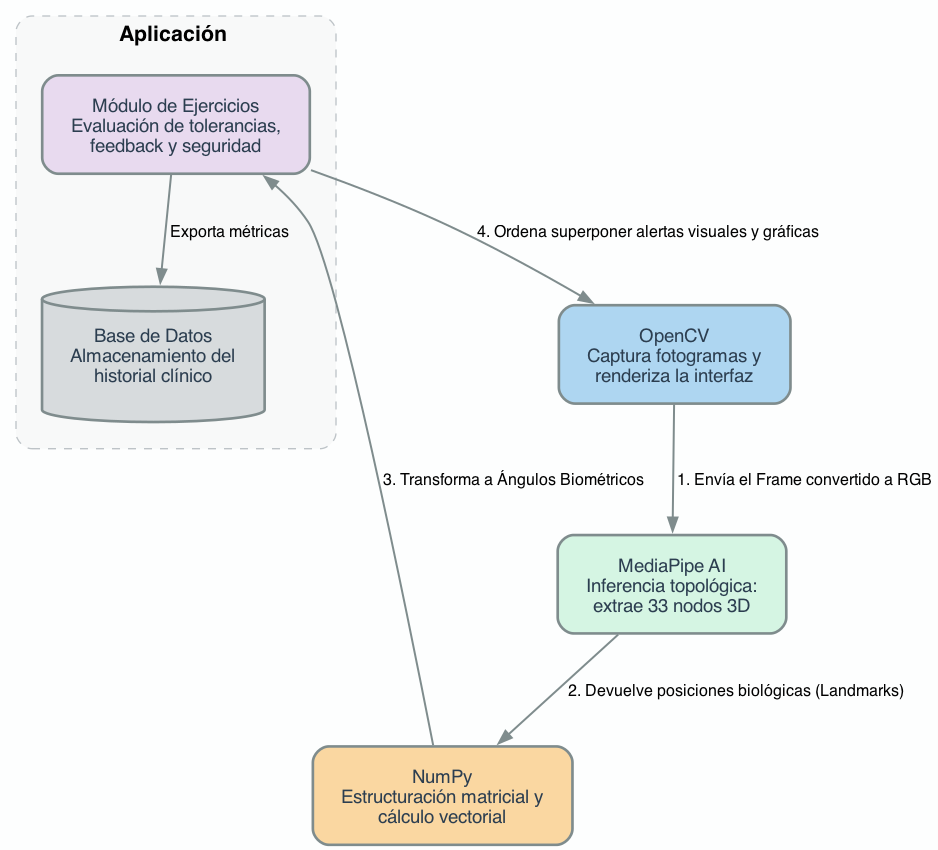 Aplicación
Módulo de Ejercicios
Evaluación de tolerancias,
feedback y seguridad
Exporta métricas
4. Ordena superponer alertas visuales y gráficas
Base de Datos
Almacenamiento del
historial clínico
OpenCV
Captura fotogramas y
renderiza la interfaz
3. Transforma a Ángulos Biométricos
1. Envía el Frame convertido a RGB
MediaPipe AI
Inferencia topológica:
extrae 33 nodos 3D
2. Devuelve posiciones biológicas (Landmarks)
NumPy
Estructuración matricial y
cálculo vectorial